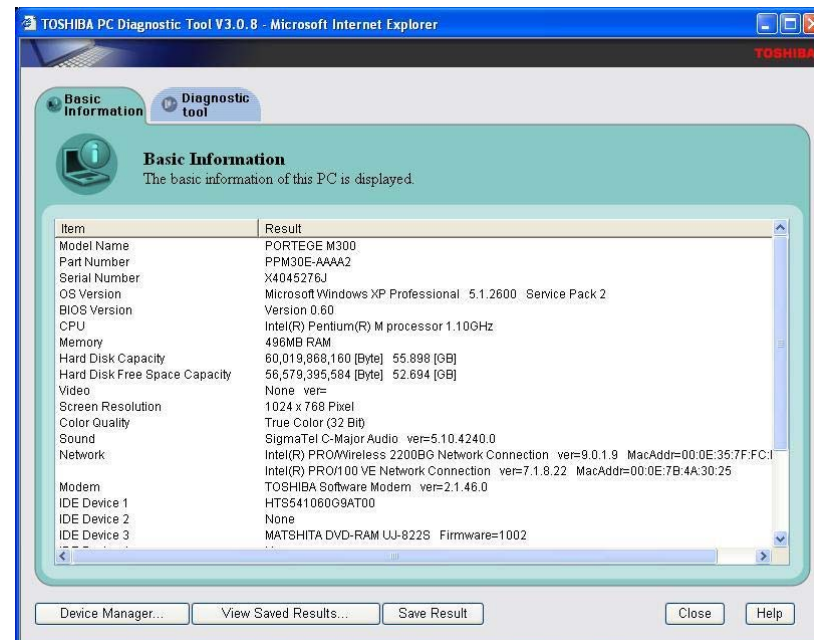 TOSHIBA PC Diagnostic Tool V3.0.8 - Microsoft Internet Explorer
TOSHIBA
Basic Information
Diagnostic tool
Basic Information
The basic information of this PC is displayed.
Item Result
Model Name PORTEGE M300
Part Number PPM30E-AAAA2
Serial Number X4045276J
OS Version Microsoft Windows XP Professional 5.1.2600 Service Pack 2
BIOS Version Version 0.60
CPU Intel(R) Pentium(R) M processor 1.10GHz
Memory 496MB RAM
Hard Disk Capacity 60,019,868,160 [Byte] 55.898 [GB]
Hard Disk Free Space Capacity 56,579,395,584 [Byte] 52.694 [GB]
Video None ver=
Screen Resolution 1024 x 768 Pixel
Color Quality True Color (32 Bit)
Sound SigmaTel C-Major Audio ver=5.10.4240.0
Network Intel(R) PRO/Wireless 2200BG Network Connection ver=9.0.1.9 MacAddr=00:0E:35:7F:FC:
Intel(R) PRO/100 VE Network Connection ver=7.1.8.22 MacAddr=00:0E:7B:4A:30:25
Modem TOSHIBA Software Modem ver=2.1.46.0
IDE Device 1 HTS541060G9AT00
IDE Device 2 None
IDE Device 3 MATSHITA DVD-RAM UJ-822S Firmware=1002
Device Manager... View Saved Results... Save Result Close Help